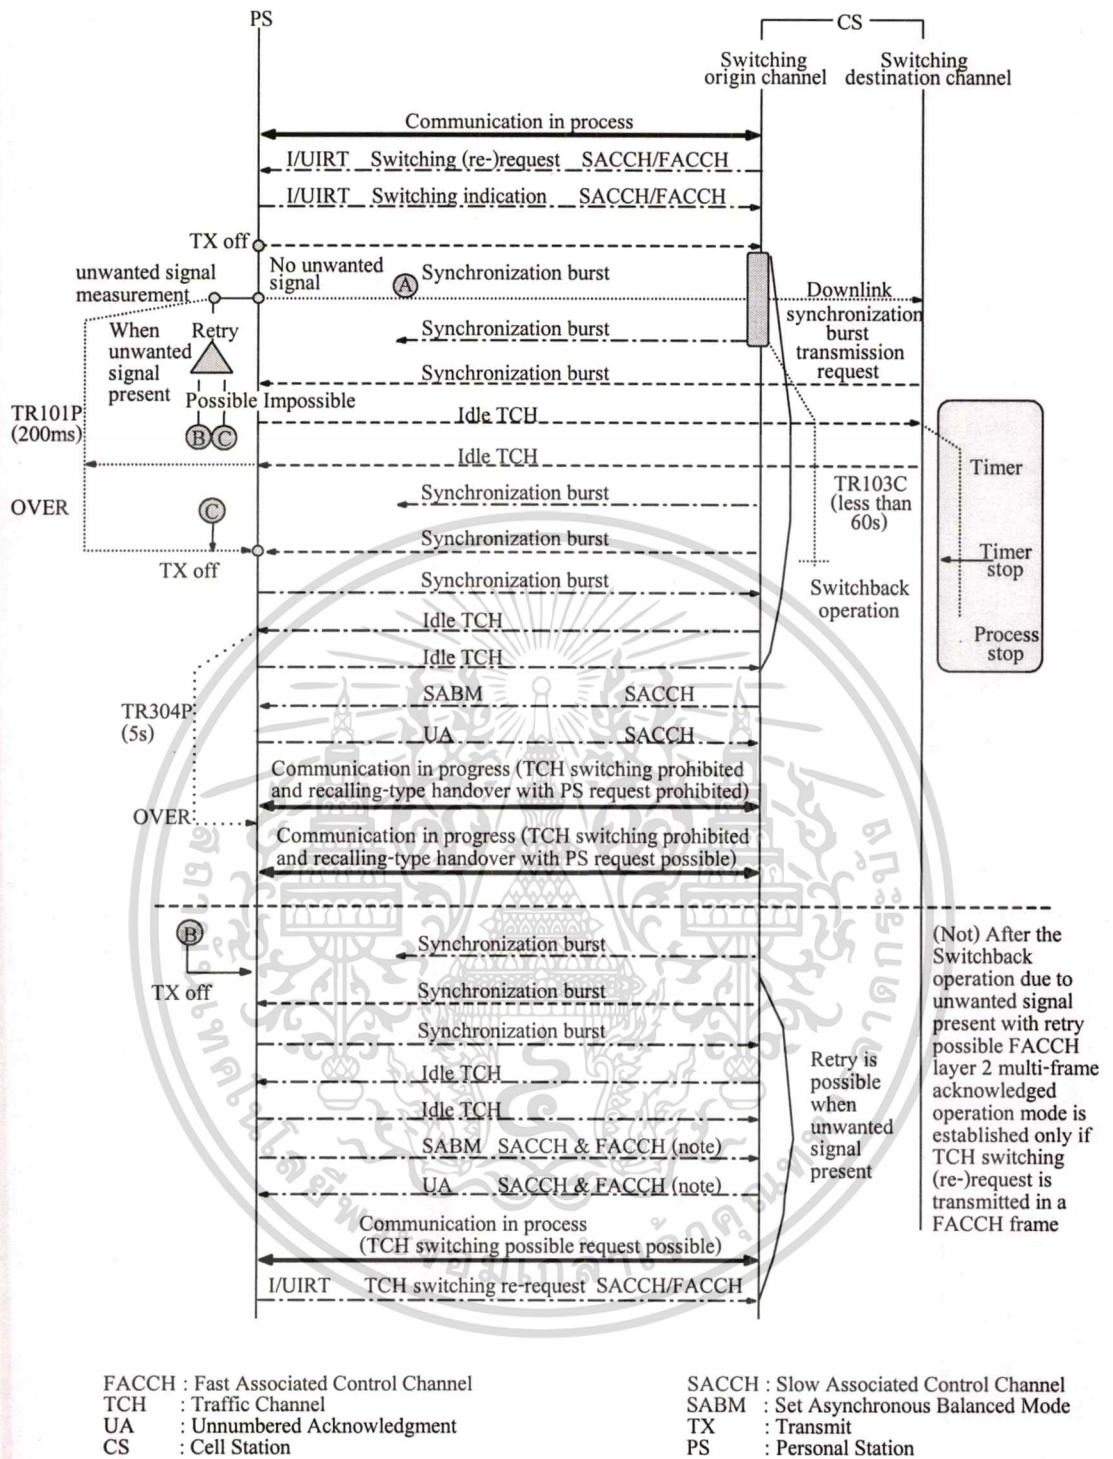 PS
CS
Switching origin channel
Switching destination channel
Communication in process
I/UIRT Switching (re-)request SACCH/FACCH
I/UIRT Switching indication SACCH/FACCH
TX off
unwanted signal measurement
No unwanted signal
A
Synchronization burst
Downlink synchronization burst transmission request
When unwanted signal present
Retry
Synchronization burst
Synchronization burst
Possible Impossible
TR101P
(200ms)
B C
Idle TCH
Idle TCH
Timer
TR103C
(less than 60s)
OVER
C
Synchronization burst
Synchronization burst
TX off
Timer stop
Synchronization burst
Switchback operation
Idle TCH
Process stop
Idle TCH
TR304P
(5s)
SABM SACCH
UA SACCH
Communication in progress (TCH switching prohibited
and recalling-type handover with PS request prohibited)
OVER
Communication in progress (TCH switching prohibited
and recalling-type handover with PS request possible)
B
TX off
Synchronization burst
Synchronization burst
Synchronization burst
Idle TCH
Idle TCH
SABM SACCH & FACCH (note)
UA SACCH & FACCH (note)
Communication in process
(TCH switching possible request possible)
I/UIRT TCH switching re-request SACCH/FACCH
Retry is
possible
when
unwanted
signal
present
(Not) After the
Switchback
operation due to
unwanted signal
present with retry
possible FACCH
layer 2 multi-frame
acknowledged
operation mode is
established only if
TCH switching
(re-)request is
transmitted in a
FACCH frame
FACCH : Fast Associated Control Channel
TCH : Traffic Channel
UA : Unnumbered Acknowledgment
CS : Cell Station
SACCH : Slow Associated Control Channel
SABM : Set Asynchronous Balanced Mode
TX : Transmit
PS : Personal Station